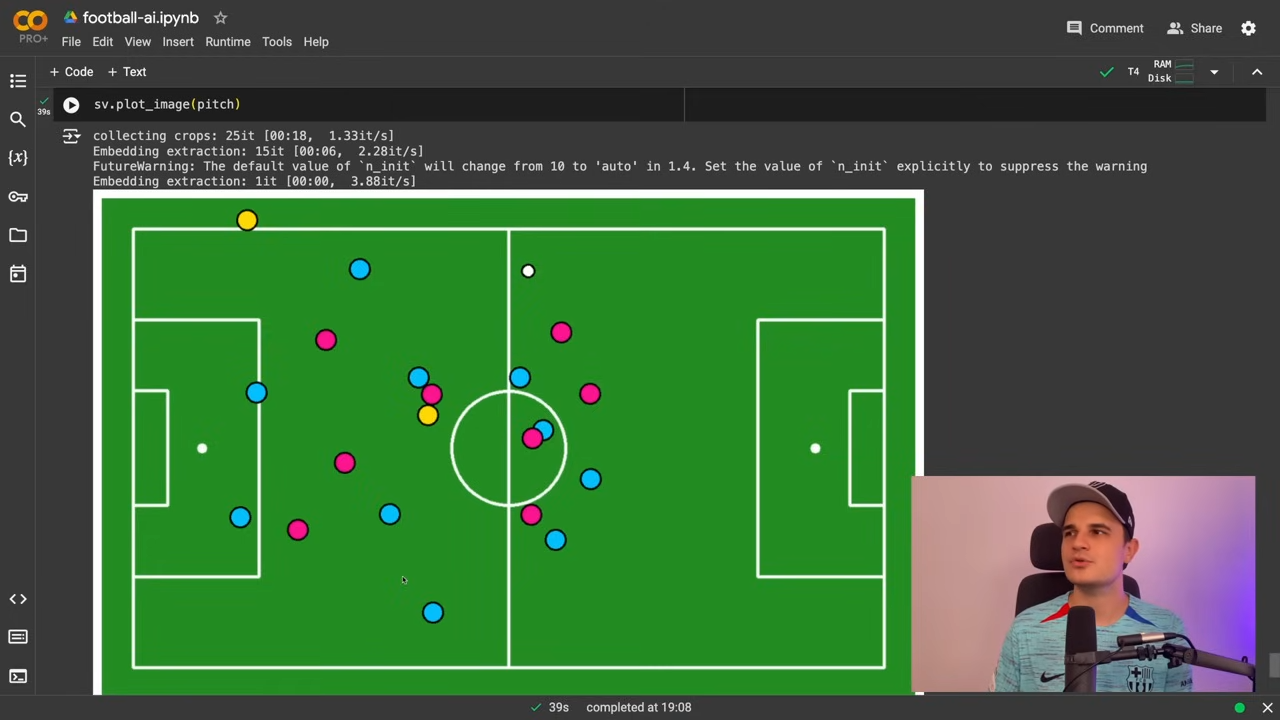 football-ai.ipynb
PRO+
File Edit View Insert Runtime Tools Help
Comment
Share
+ Code + Text
T4
RAM
Disk
39s
sv.plot_image(pitch)
collecting crops: 25it [00:18, 1.33it/s]
Embedding extraction: 15it [00:06, 2.28it/s]
FutureWarning: The default value of `n_init` will change from 10 to 'auto' in 1.4. Set the value of `n_init` explicitly to suppress the warning
Embedding extraction: 1it [00:00, 3.88it/s]
{x}
39s completed at 19:08